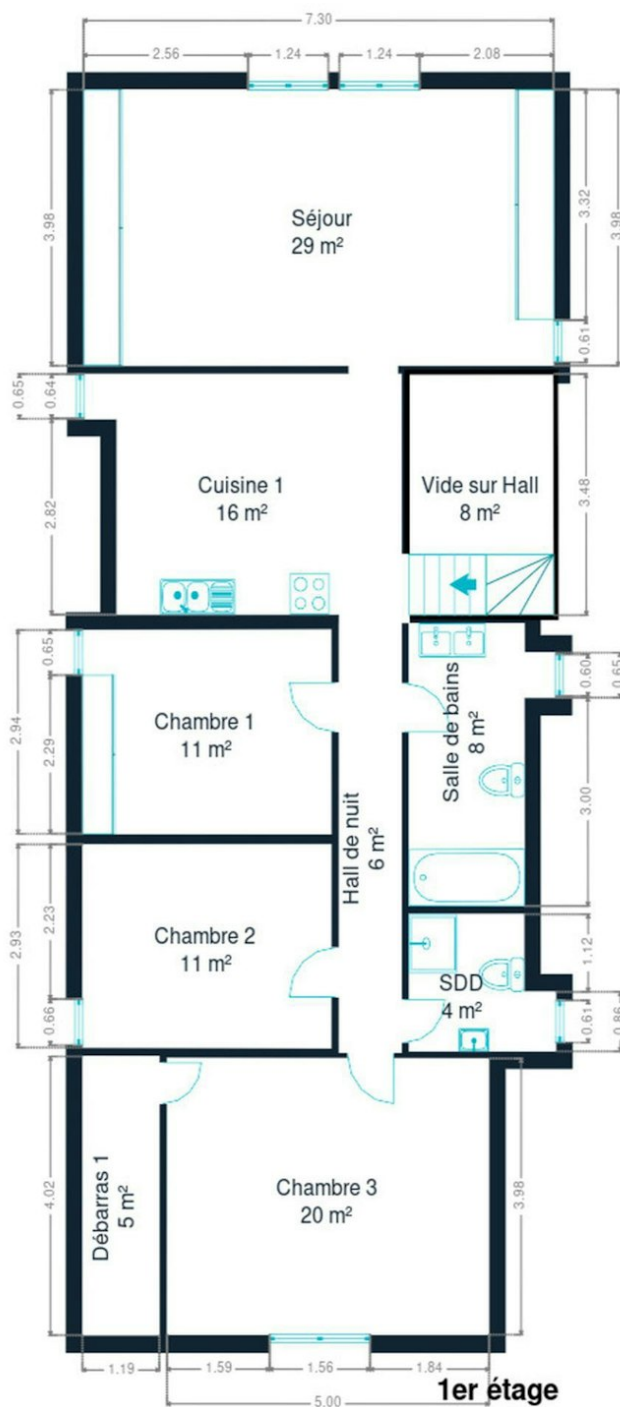 7.30
2.56
1.24
1.24
2.08
3.98
3.32
3.98
Séjour
29 m²
0.61
0.65
0.64
Cuisine 1
16 m²
Vide sur Hall
8 m²
2.82
3.48
0.65
0.60
0.65
2.94
2.29
Chambre 1
11 m²
Salle de bains
8 m²
3.00
Hall de nuit
6 m²
2.93
2.23
Chambre 2
11 m²
1.12
SDD
4 m²
0.66
0.61
0.86
4.02
Débarras 1
5 m²
Chambre 3
20 m²
3.98
1.19
1.59
1.56
1.84
5.00
1er étage